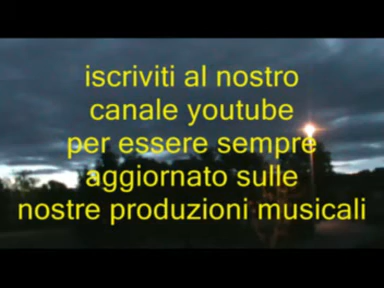 iscriviti al nostro
canale youtube
per essere sempre
aggiornato sulle
nostre produzioni musicali